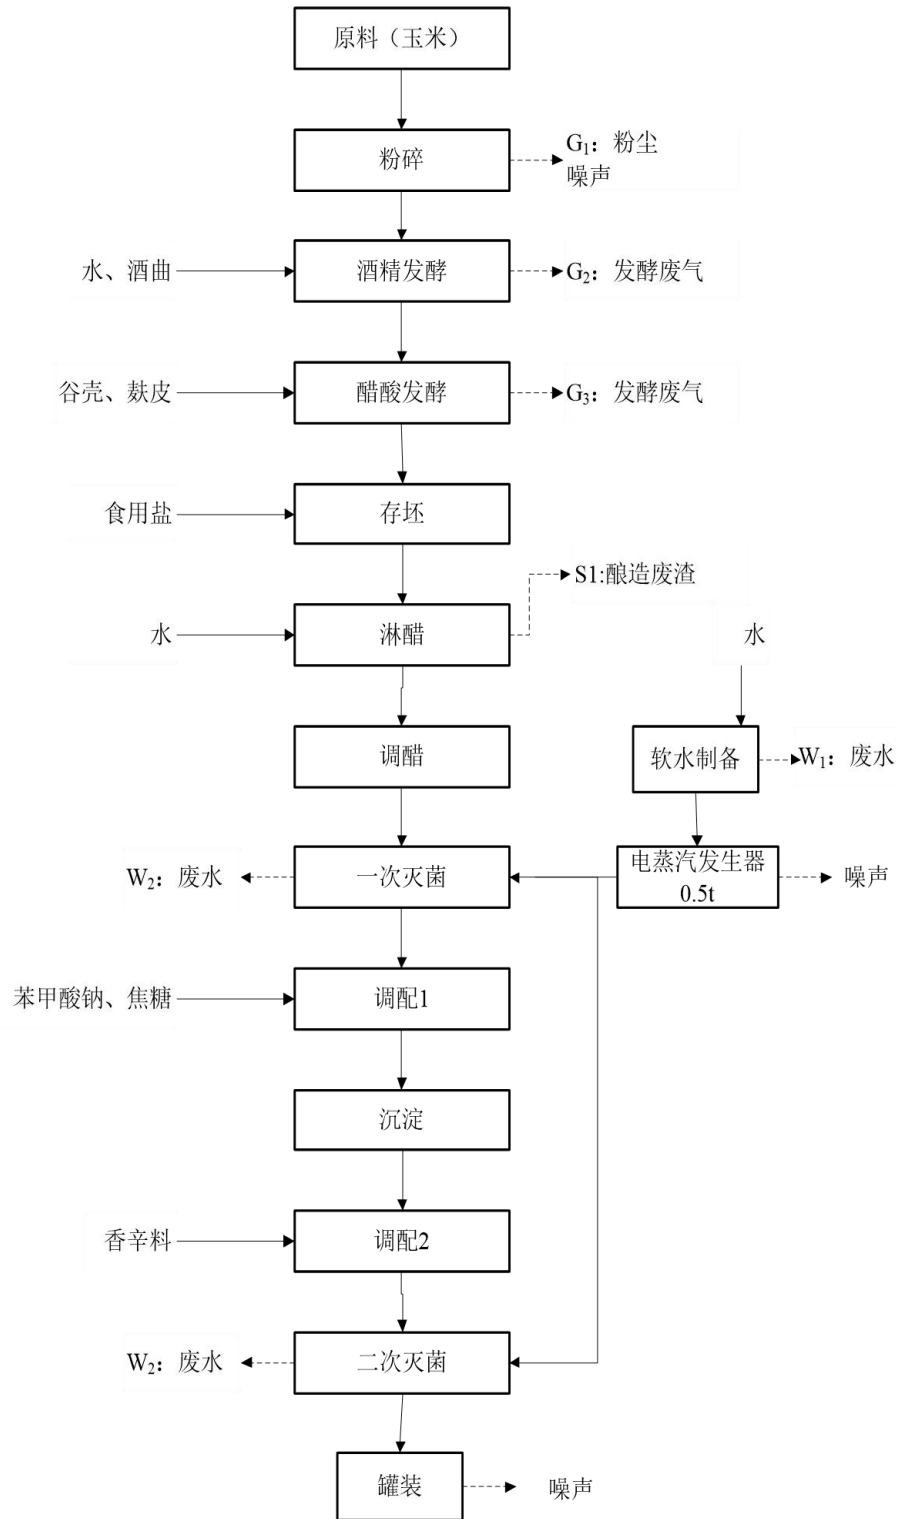 原料（玉米）
粉碎
G₁：粉尘
噪声
水、酒曲
酒精发酵
G₂：发酵废气
谷壳、麸皮
醋酸发酵
G₃：发酵废气
食用盐
存坯
S1:酿造废渣
水
淋醋
水
调醋
软水制备
W₁：废水
W₂：废水
一次灭菌
电蒸汽发生器
0.5t
噪声
苯甲酸钠、焦糖
调配1
沉淀
香辛料
调配2
W₂：废水
二次灭菌
罐装
噪声